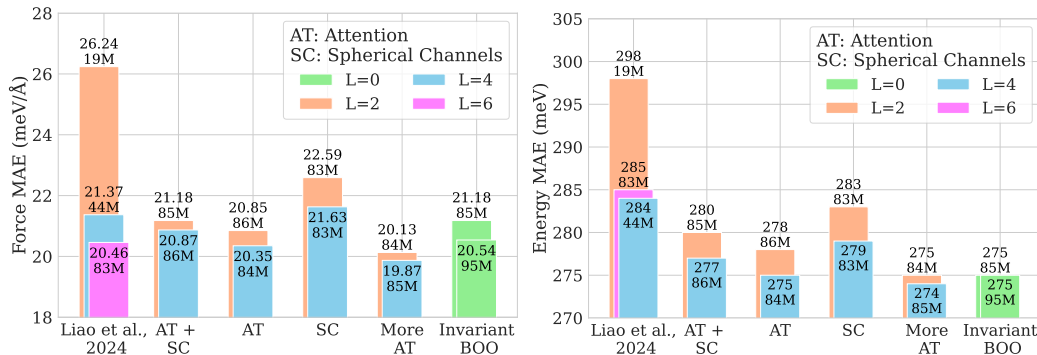 28
26
24
22
20
18
Force MAE (meV/Å)
AT: Attention
SC: Spherical Channels
L=0
L=2
L=4
L=6
26.24
19M
21.37
44M
20.46
83M
21.18
85M
20.87
86M
20.85
86M
20.35
84M
22.59
83M
21.63
83M
20.13
84M
19.87
85M
21.18
85M
20.54
95M
Liao et al.,
2024
AT +
SC
AT
SC
More
AT
Invariant
BOO
305
300
295
290
285
280
275
270
Energy MAE (meV)
AT: Attention
SC: Spherical Channels
L=0
L=2
L=4
L=6
298
19M
285
83M
284
44M
280
85M
277
86M
278
86M
275
84M
283
83M
279
83M
275
84M
274
85M
275
85M
275
95M
Liao et al.,
2024
AT +
SC
AT
SC
More
AT
Invariant
BOO